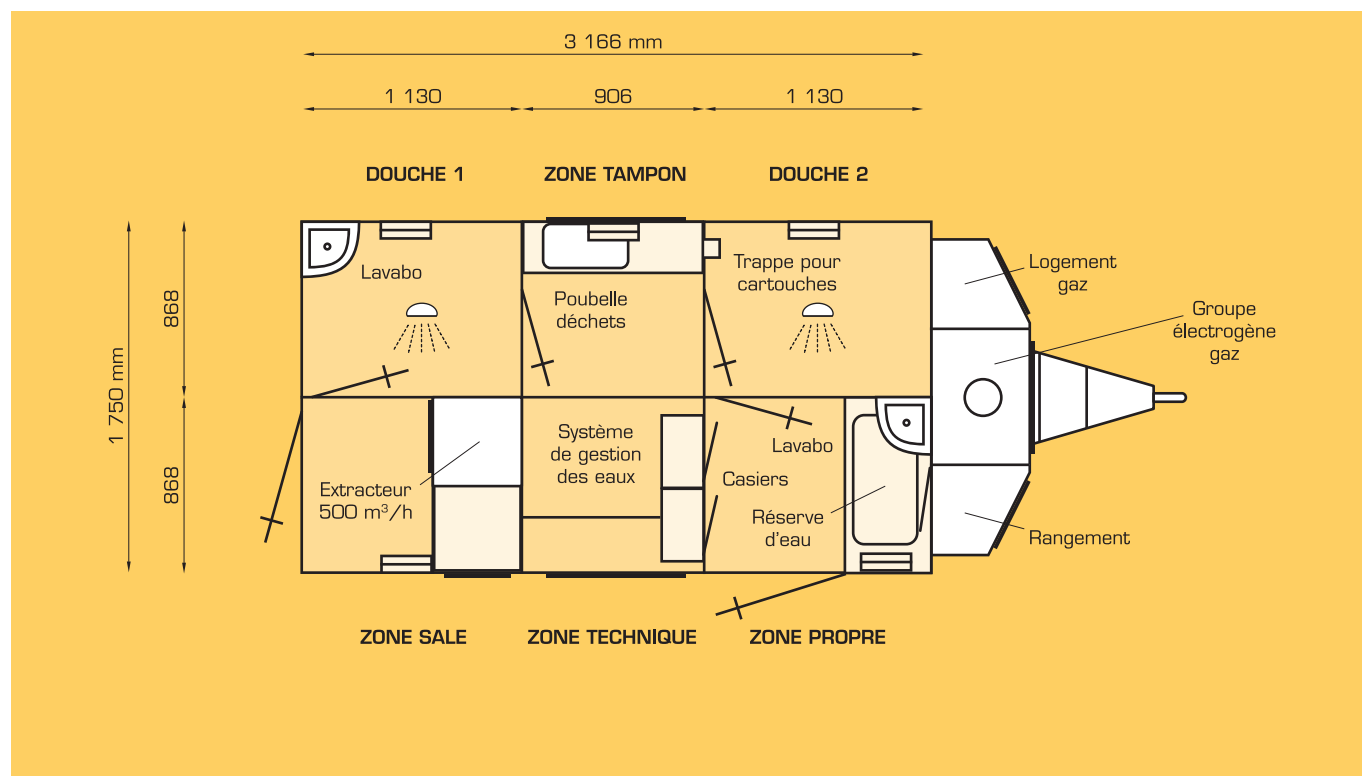 3 166 mm
1 130
906
1 130
DOUCHE 1
ZONE TAMPON
DOUCHE 2
1 750 mm
868
868
Lavabo
Poubelle
déchets
Trappe pour
cartouches
Logement
gaz
Groupe
électrogène
gaz
Extracteur
500 m³/h
Système
de gestion
des eaux
Lavabo
Casiers
Réserve
d'eau
Rangement
ZONE SALE
ZONE TECHNIQUE
ZONE PROPRE